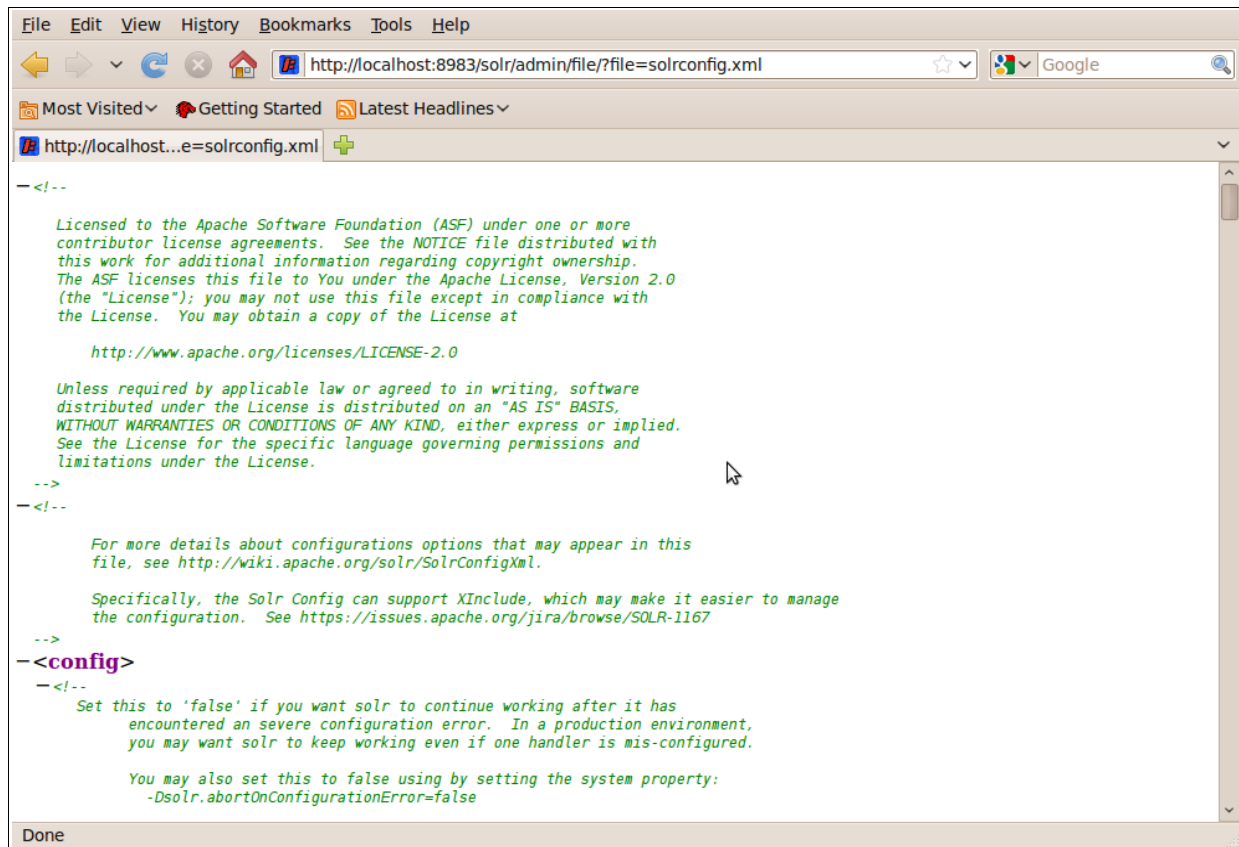 File Edit View History Bookmarks Tools Help
http://localhost:8983/solr/admin/file/?file=solrconfig.xml Google
Most Visited Getting Started Latest Headlines
http://localhost...e=solrconfig.xml
<!--
Licensed to the Apache Software Foundation (ASF) under one or more
contributor license agreements.  See the NOTICE file distributed with
this work for additional information regarding copyright ownership.
The ASF licenses this file to You under the Apache License, Version 2.0
(the "License"); you may not use this file except in compliance with
the License.  You may obtain a copy of the License at
http://www.apache.org/licenses/LICENSE-2.0
Unless required by applicable law or agreed to in writing, software
distributed under the License is distributed on an "AS IS" BASIS,
WITHOUT WARRANTIES OR CONDITIONS OF ANY KIND, either express or implied.
See the License for the specific language governing permissions and
limitations under the License.
-->
<!--
For more details about configurations options that may appear in this
file, see http://wiki.apache.org/solr/SolrConfigXml.
Specifically, the Solr Config can support XInclude, which may make it easier to manage
the configuration.  See https://issues.apache.org/jira/browse/SOLR-1167
-->
<config>
<!--
Set this to 'false' if you want solr to continue working after it has
encountered an severe configuration error.  In a production environment,
you may want solr to keep working even if one handler is mis-configured.
You may also set this to false using by setting the system property:
-Dsolr.abortOnConfigurationError=false
Done